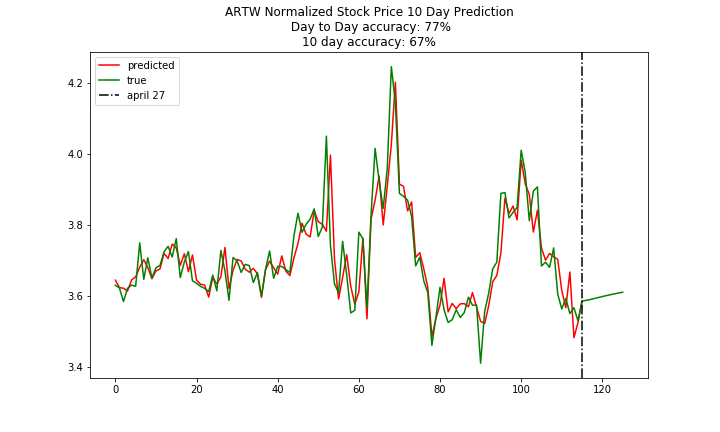 ARTW Normalized Stock Price 10 Day Prediction
Day to Day accuracy: 77%
10 day accuracy: 67%
predicted
true
april 27
4.2
4.0
3.8
3.6
3.4
0 20 40 60 80 100 120